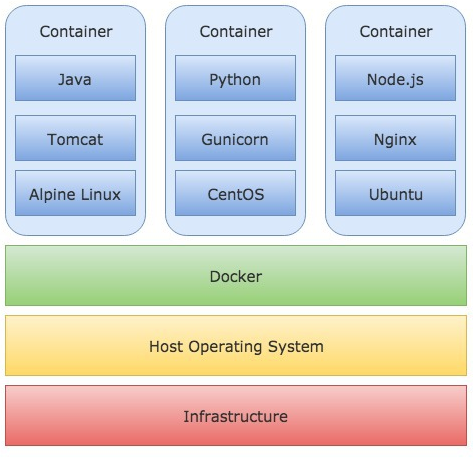 Container
Java
Tomcat
Alpine Linux
Container
Python
Gunicorn
CentOS
Container
Node.js
Nginx
Ubuntu
Docker
Host Operating System
Infrastructure